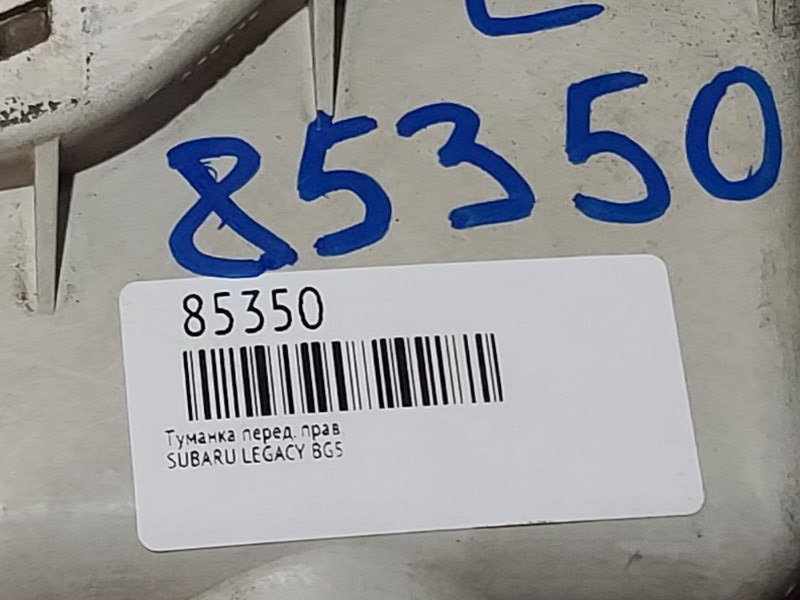 85350
85350
Туманка перед. прав
SUBARU LEGACY BG5